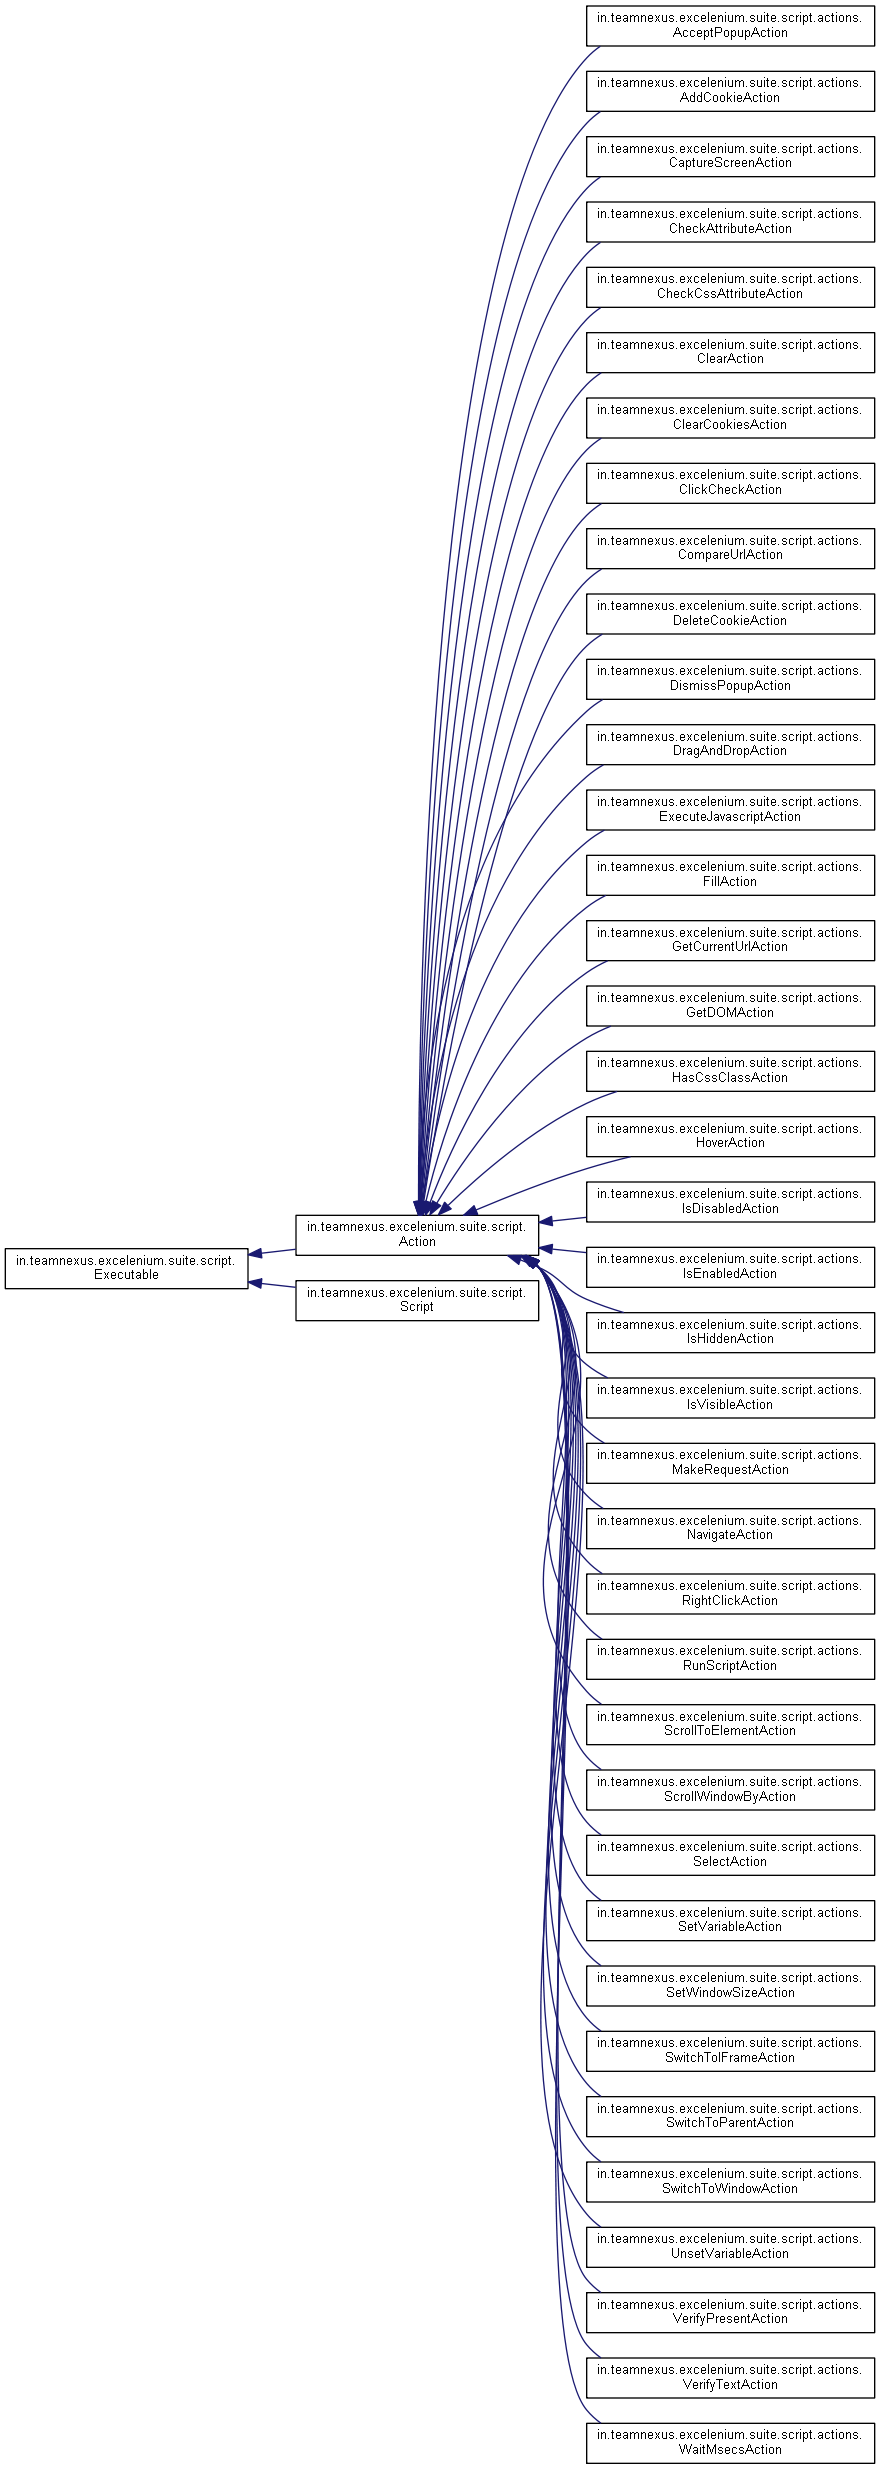 in.teamnexus.excelenium.suite.script.actions.
AcceptPopupAction
in.teamnexus.excelenium.suite.script.actions.
AddCookieAction
in.teamnexus.excelenium.suite.script.actions.
CaptureScreenAction
in.teamnexus.excelenium.suite.script.actions.
CheckAttributeAction
in.teamnexus.excelenium.suite.script.actions.
CheckCssAttributeAction
in.teamnexus.excelenium.suite.script.actions.
ClearAction
in.teamnexus.excelenium.suite.script.actions.
ClearCookiesAction
in.teamnexus.excelenium.suite.script.actions.
ClickCheckAction
in.teamnexus.excelenium.suite.script.actions.
CompareUrlAction
in.teamnexus.excelenium.suite.script.actions.
DeleteCookieAction
in.teamnexus.excelenium.suite.script.actions.
DismissPopupAction
in.teamnexus.excelenium.suite.script.actions.
DragAndDropAction
in.teamnexus.excelenium.suite.script.actions.
ExecuteJavascriptAction
in.teamnexus.excelenium.suite.script.actions.
FillAction
in.teamnexus.excelenium.suite.script.actions.
GetCurrentUrlAction
in.teamnexus.excelenium.suite.script.actions.
GetDOMAction
in.teamnexus.excelenium.suite.script.actions.
HasCssClassAction
in.teamnexus.excelenium.suite.script.actions.
HoverAction
in.teamnexus.excelenium.suite.script.actions.
IsDisabledAction
in.teamnexus.excelenium.suite.script.
Action
in.teamnexus.excelenium.suite.script.
Executable
in.teamnexus.excelenium.suite.script.actions.
IsEnabledAction
in.teamnexus.excelenium.suite.script.
Script
in.teamnexus.excelenium.suite.script.actions.
IsHiddenAction
in.teamnexus.excelenium.suite.script.actions.
IsVisibleAction
in.teamnexus.excelenium.suite.script.actions.
MakeRequestAction
in.teamnexus.excelenium.suite.script.actions.
NavigateAction
in.teamnexus.excelenium.suite.script.actions.
RightClickAction
in.teamnexus.excelenium.suite.script.actions.
RunScriptAction
in.teamnexus.excelenium.suite.script.actions.
ScrollToElementAction
in.teamnexus.excelenium.suite.script.actions.
ScrollWindowByAction
in.teamnexus.excelenium.suite.script.actions.
SelectAction
in.teamnexus.excelenium.suite.script.actions.
SetVariableAction
in.teamnexus.excelenium.suite.script.actions.
SetWindowSizeAction
in.teamnexus.excelenium.suite.script.actions.
SwitchToIFrameAction
in.teamnexus.excelenium.suite.script.actions.
SwitchToParentAction
in.teamnexus.excelenium.suite.script.actions.
SwitchToWindowAction
in.teamnexus.excelenium.suite.script.actions.
UnsetVariableAction
in.teamnexus.excelenium.suite.script.actions.
VerifyPresentAction
in.teamnexus.excelenium.suite.script.actions.
VerifyTextAction
in.teamnexus.excelenium.suite.script.actions.
WaitMsecsAction